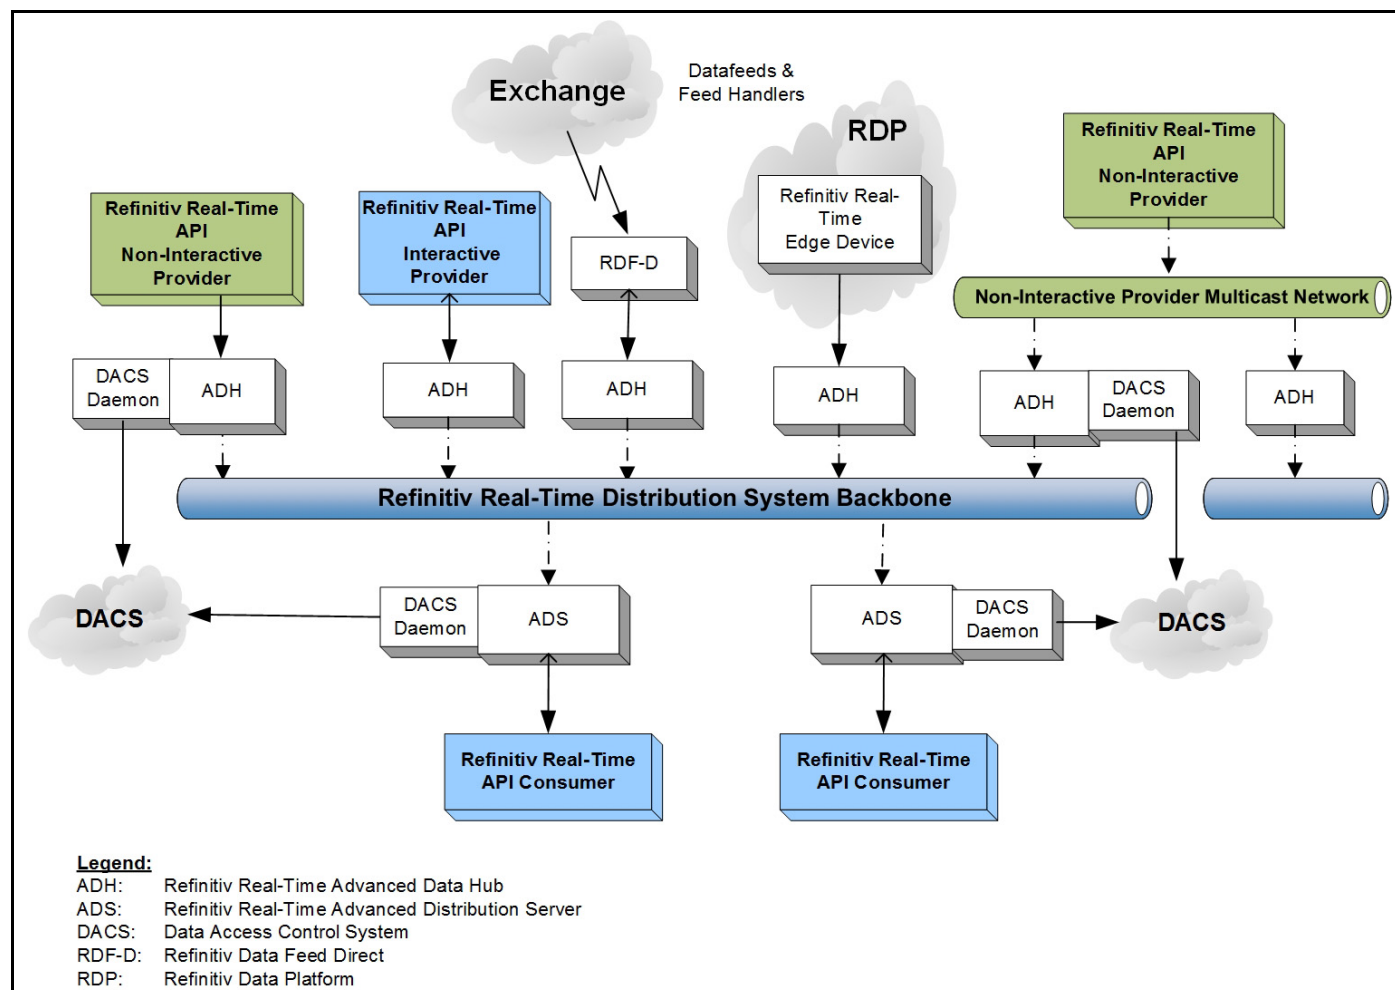 Exchange
Datafeeds &
Feed Handlers
RDP
Refinitiv Real-Time
API
Non-Interactive
Provider
Refinitiv Real-Time
API
Non-Interactive
Provider
Refinitiv Real-Time
API
Interactive
Provider
RDF-D
Refinitiv Real-
Time
Edge Device
Non-Interactive Provider Multicast Network
DACS
Daemon
ADH
ADH
ADH
ADH
ADH
DACS
Daemon
ADH
Refinitiv Real-Time Distribution System Backbone
DACS
DACS
Daemon
ADS
ADS
DACS
Daemon
DACS
Refinitiv Real-Time
API Consumer
Refinitiv Real-Time
API Consumer
Legend:
ADH: Refinitiv Real-Time Advanced Data Hub
ADS: Refinitiv Real-Time Advanced Distribution Server
DACS: Data Access Control System
RDF-D: Refinitiv Data Feed Direct
RDP: Refinitiv Data Platform